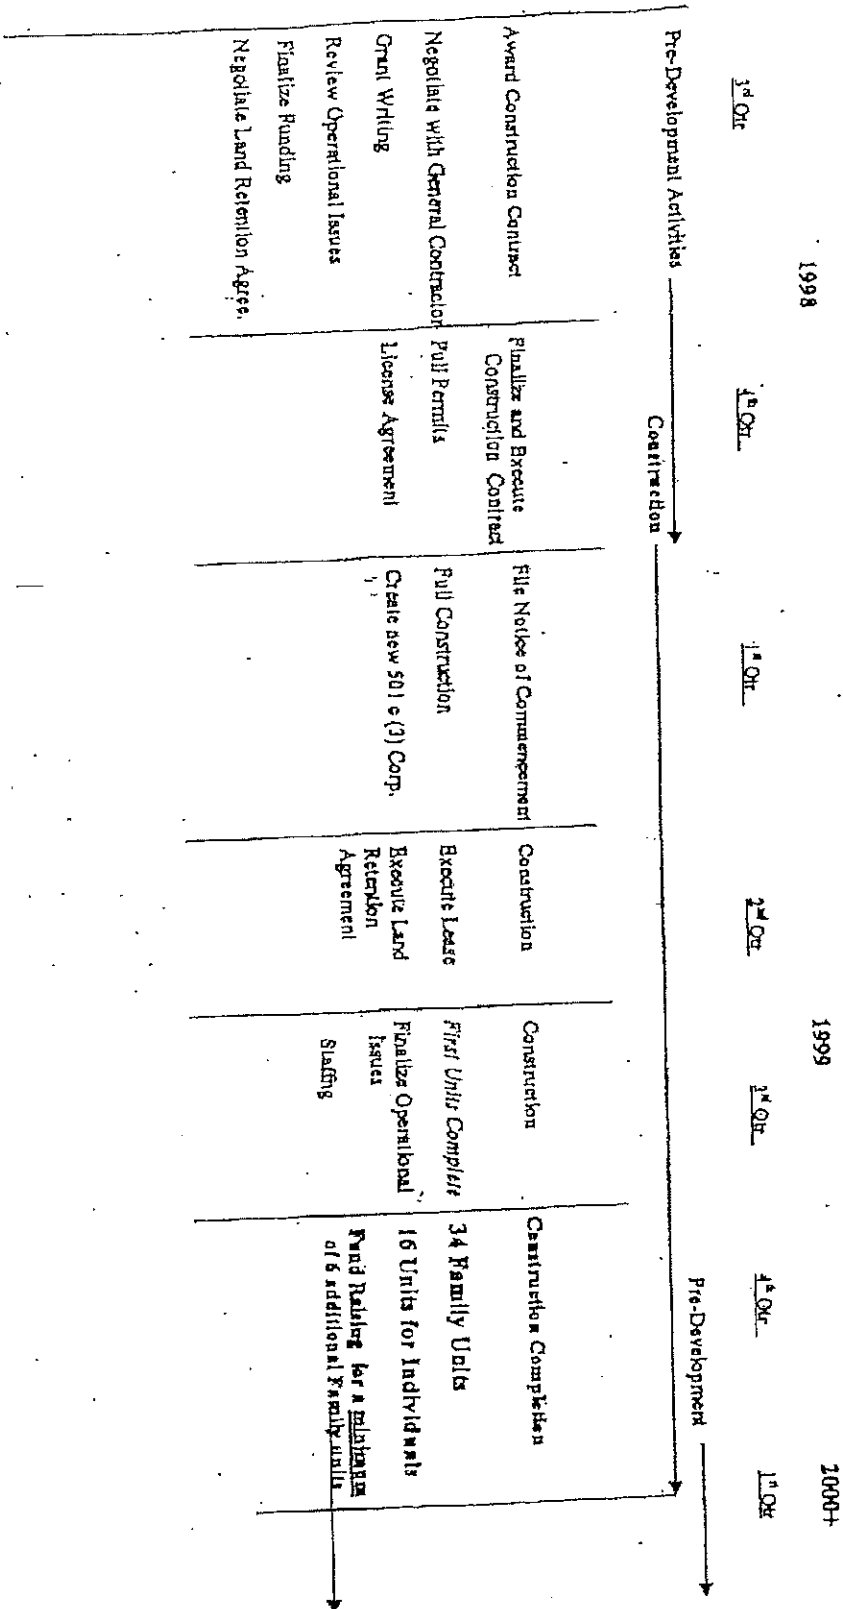 1998
1999
2000+
3rd Qtr
4th Qtr
1st Qtr
2nd Qtr
3rd Qtr
4th Qtr
1st Qtr
Pre-Development
Pre-Development Activities
Construction
Award Construction Contract
Negotiate with General Contractor
Grant Writing
Review Operational Issues
Finalize Funding
Negotiate Land Retention Agree.
Finalize and Execute
Construction Contract
Pull Permits
License Agreement
File Notice of Commencement
Full Construction
Create new 501 c (3) Corp.
Construction
Execute Lease
Execute Land
Retention
Agreement
Construction
First Units Complete
Finalize Operational
Issues
Staffing
Construction Completion
34 Family Units
16 Units for Individuals
Fund Raising for a minimum
of 6 additional Family units